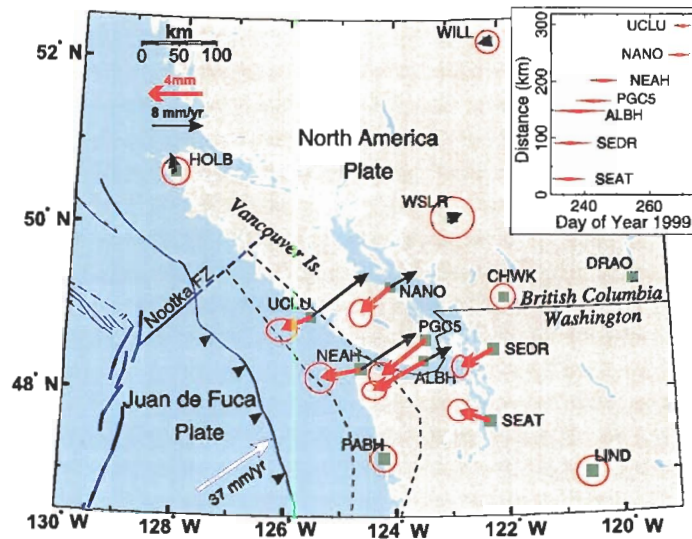 52° N
50° N
48° N
130° W
128° W
126° W
124° W
122° W
120° W
km
0 50 100
4mm
8 mm/yr
HOLB
WILL
North America
Plate
WSLR
Vancouver Is.
Nootka FZ
UCLU
NANO
CHWK
DRAO
British Columbia
Washington
NEAH
PGC5
ALBH
SEDR
SEAT
PABH
LIND
Juan de Fuca
Plate
37 mm/yr
Distance (km)
300
200
100
0
UCLU
NANO
NEAH
PGC5
ALBH
SEDR
SEAT
240
270
Day of Year 1999